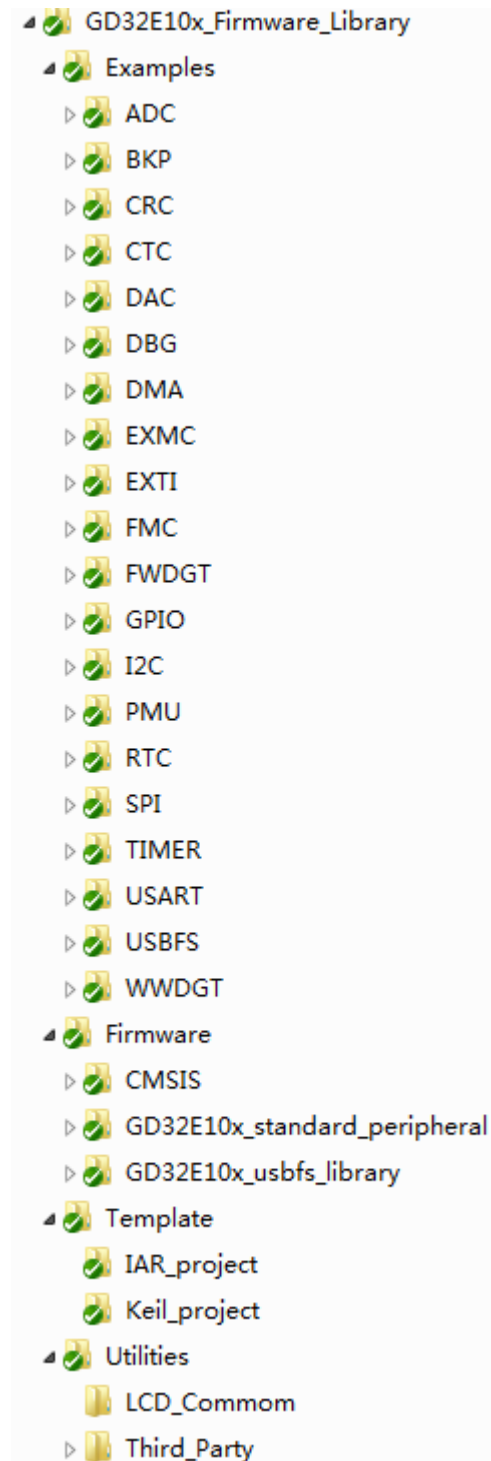 GD32E10x_Firmware_Library
Examples
ADC
BKP
CRC
CTC
DAC
DBG
DMA
EXMC
EXTI
FMC
FWDGT
GPIO
I2C
PMU
RTC
SPI
TIMER
USART
USBFS
WWDGT
Firmware
CMSIS
GD32E10x_standard_peripheral
GD32E10x_usbfs_library
Template
IAR_project
Keil_project
Utilities
LCD_Commom
Third_Party